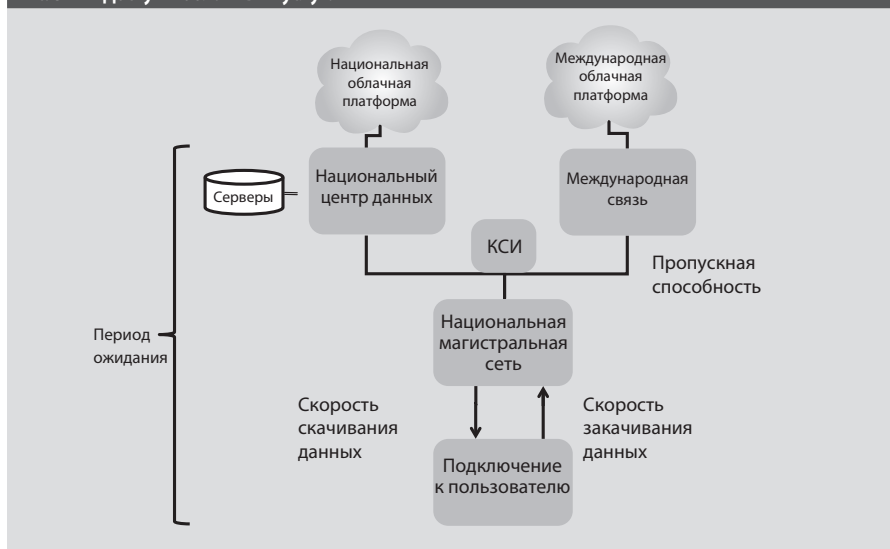 Национальная
облачная
платформа
Международная
облачная
платформа
Серверы
Национальный
центр данных
Международная
связь
КСИ
Пропускная
способность
Национальная
магистральная
сеть
Период
ожидания
Скорость
скачивания
данных
Скорость
закачивания
данных
Подключение
к пользователю